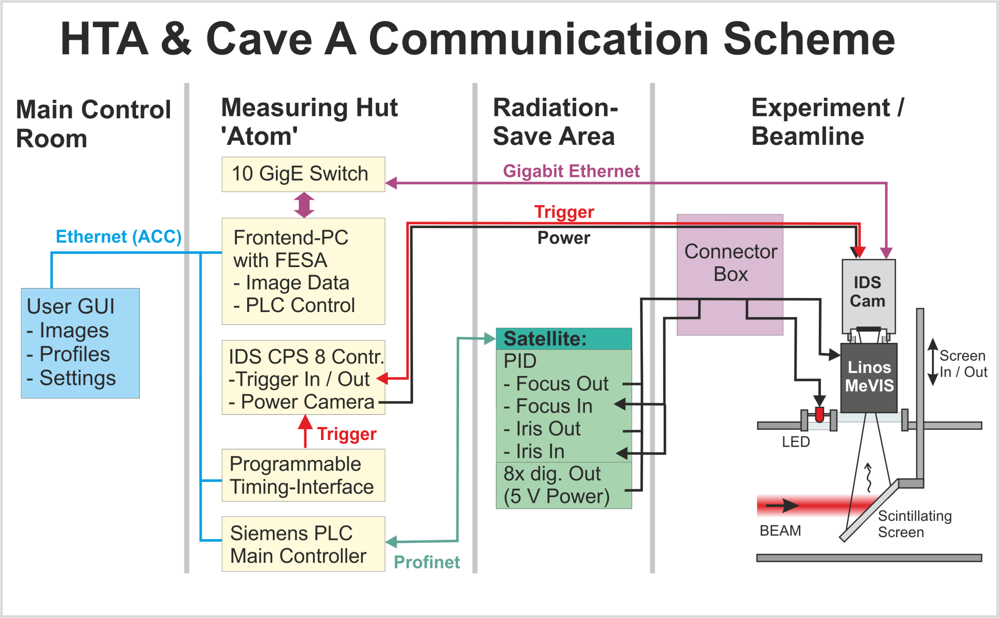 HTA & Cave A Communication Scheme
Main Control
Room
Measuring Hut
'Atom'
Radiation-
Save Area
Experiment /
Beamline
10 GigE Switch
Gigabit Ethernet
Trigger
Power
Ethernet (ACC)
Frontend-PC
with FESA
- Image Data
- PLC Control
User GUI
- Images
- Profiles
- Settings
IDS CPS 8 Contr.
-Trigger In / Out
- Power Camera
Trigger
Programmable
Timing-Interface
Siemens PLC
Main Controller
Profinet
Satellite:
PID
- Focus Out
- Focus In
- Iris Out
- Iris In
8x dig. Out
(5 V Power)
Connector
Box
IDS
Cam
Linos
MeVIS
Screen
In / Out
LED
BEAM
Scintillating
Screen